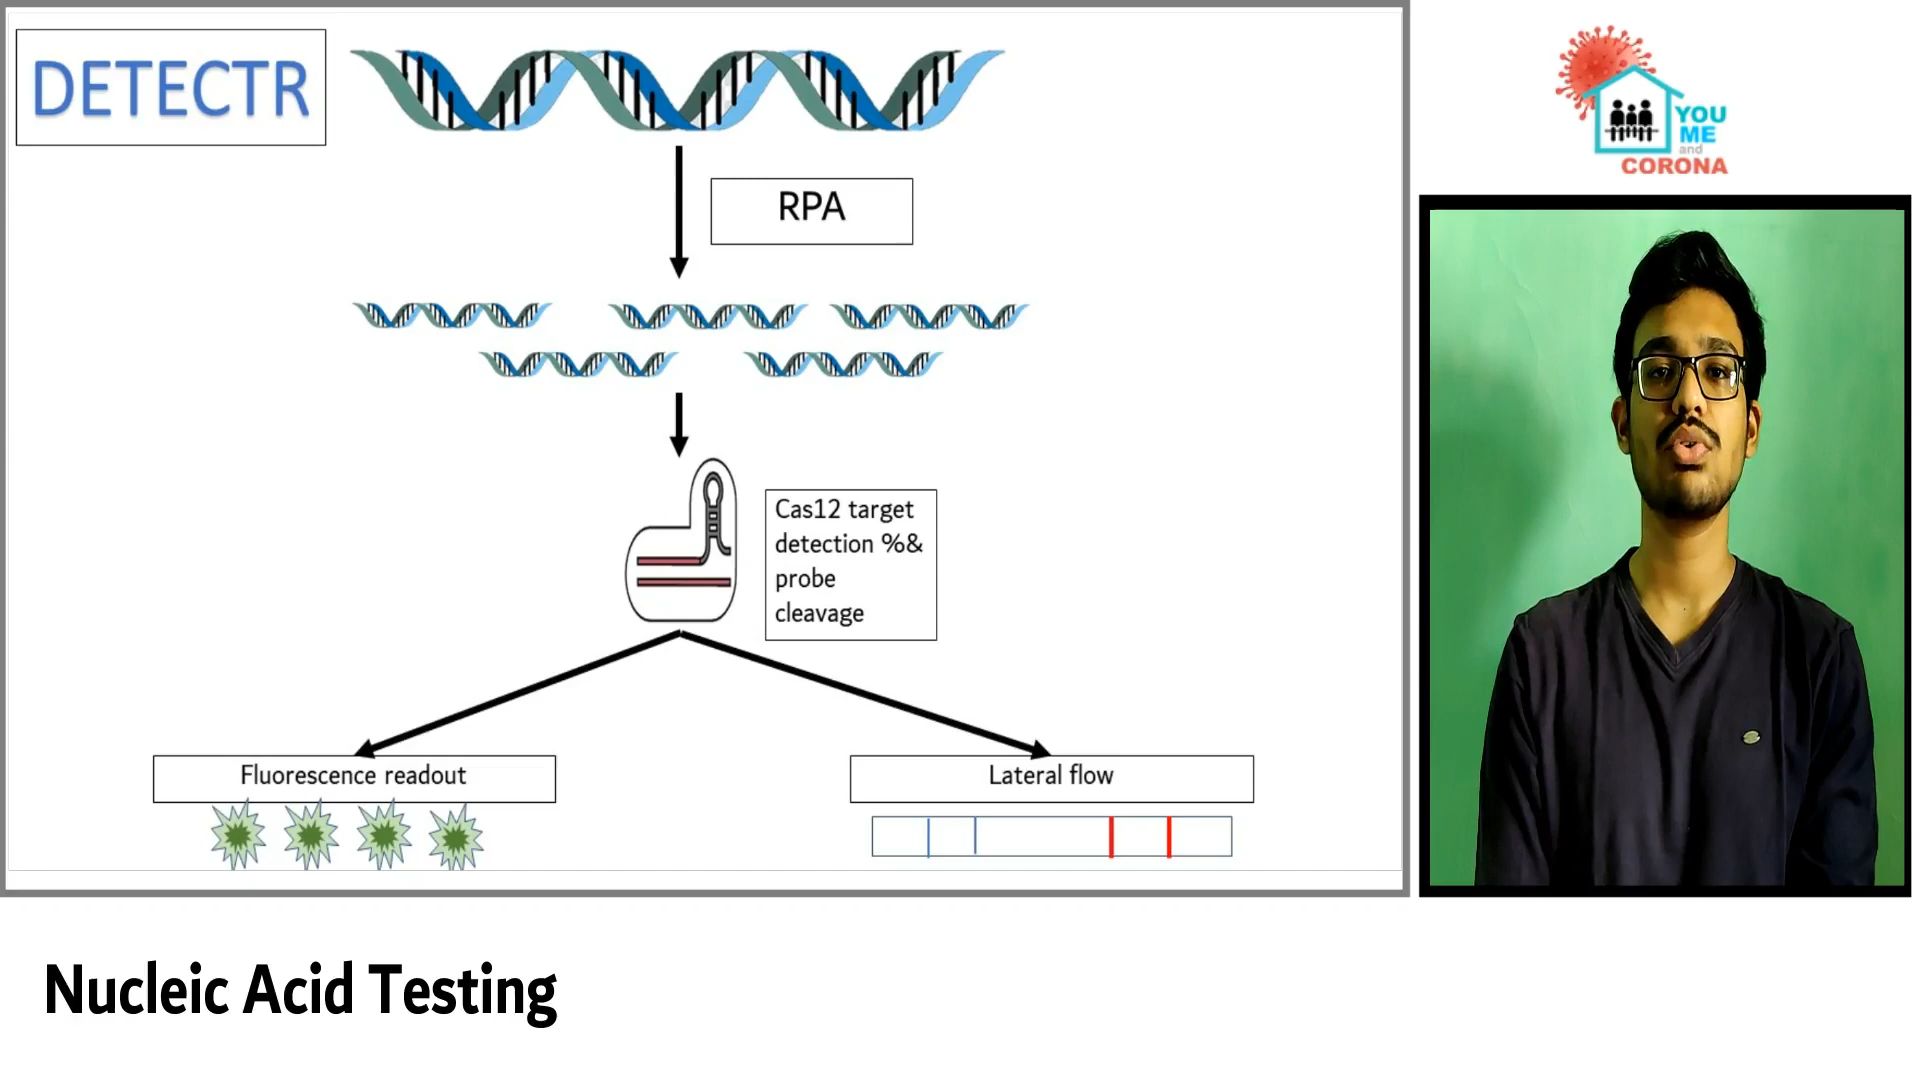 DETECTR
RPA
Cas12 target
detection %&
probe
cleavage
Fluorescence readout
Lateral flow
YOU
ME
and
CORONA
Nucleic Acid Testing